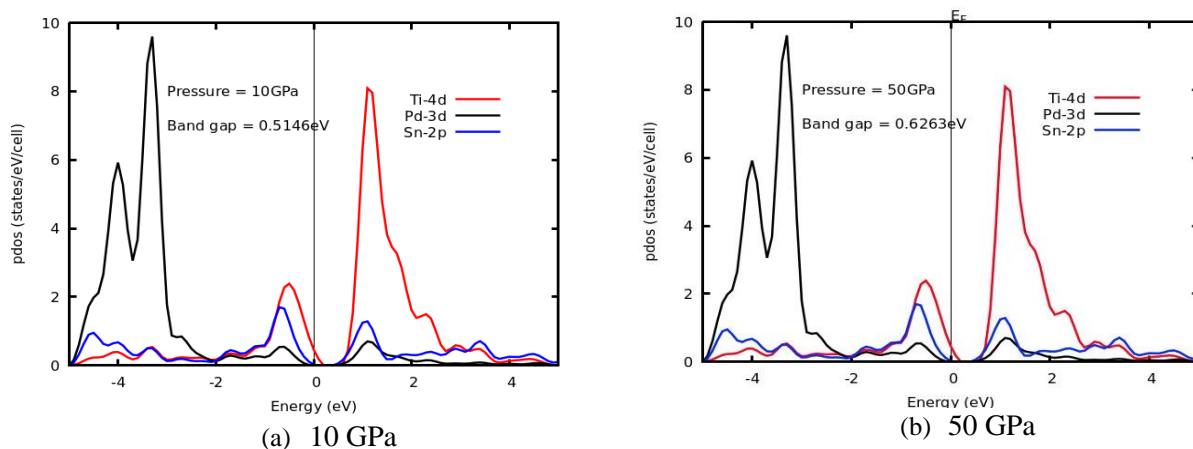 10
8
6
4
2
0
pdos (states/eV/cell)
Pressure = 10GPa
Band gap = 0.5146eV
Ti-4d
Pd-3d
Sn-2p
-4
-2
0
2
4
Energy (eV)
(a) 10 GPa
E_F
10
8
6
4
2
0
pdos (states/eV/cell)
Pressure = 50GPa
Band gap = 0.6263eV
Ti-4d
Pd-3d
Sn-2p
-4
-2
0
2
4
Energy (eV)
(b) 50 GPa